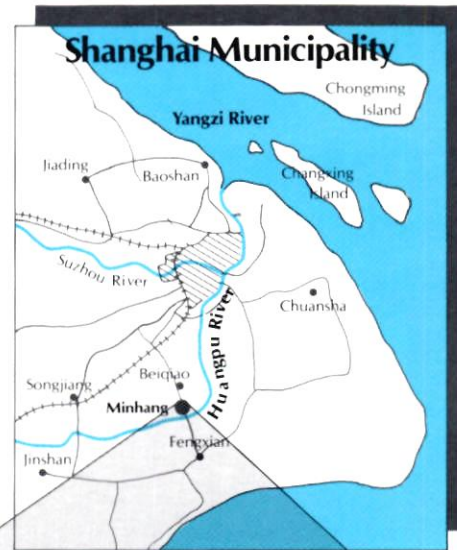 Shanghai Municipality
Chongming
Island
Yangzi River
Jiading
Baoshan
Changxing
Island
Suzhou River
Chuansha
Huangpu River
Songjiang
Beiqiao
Minhang
Fengxian
Jinshan